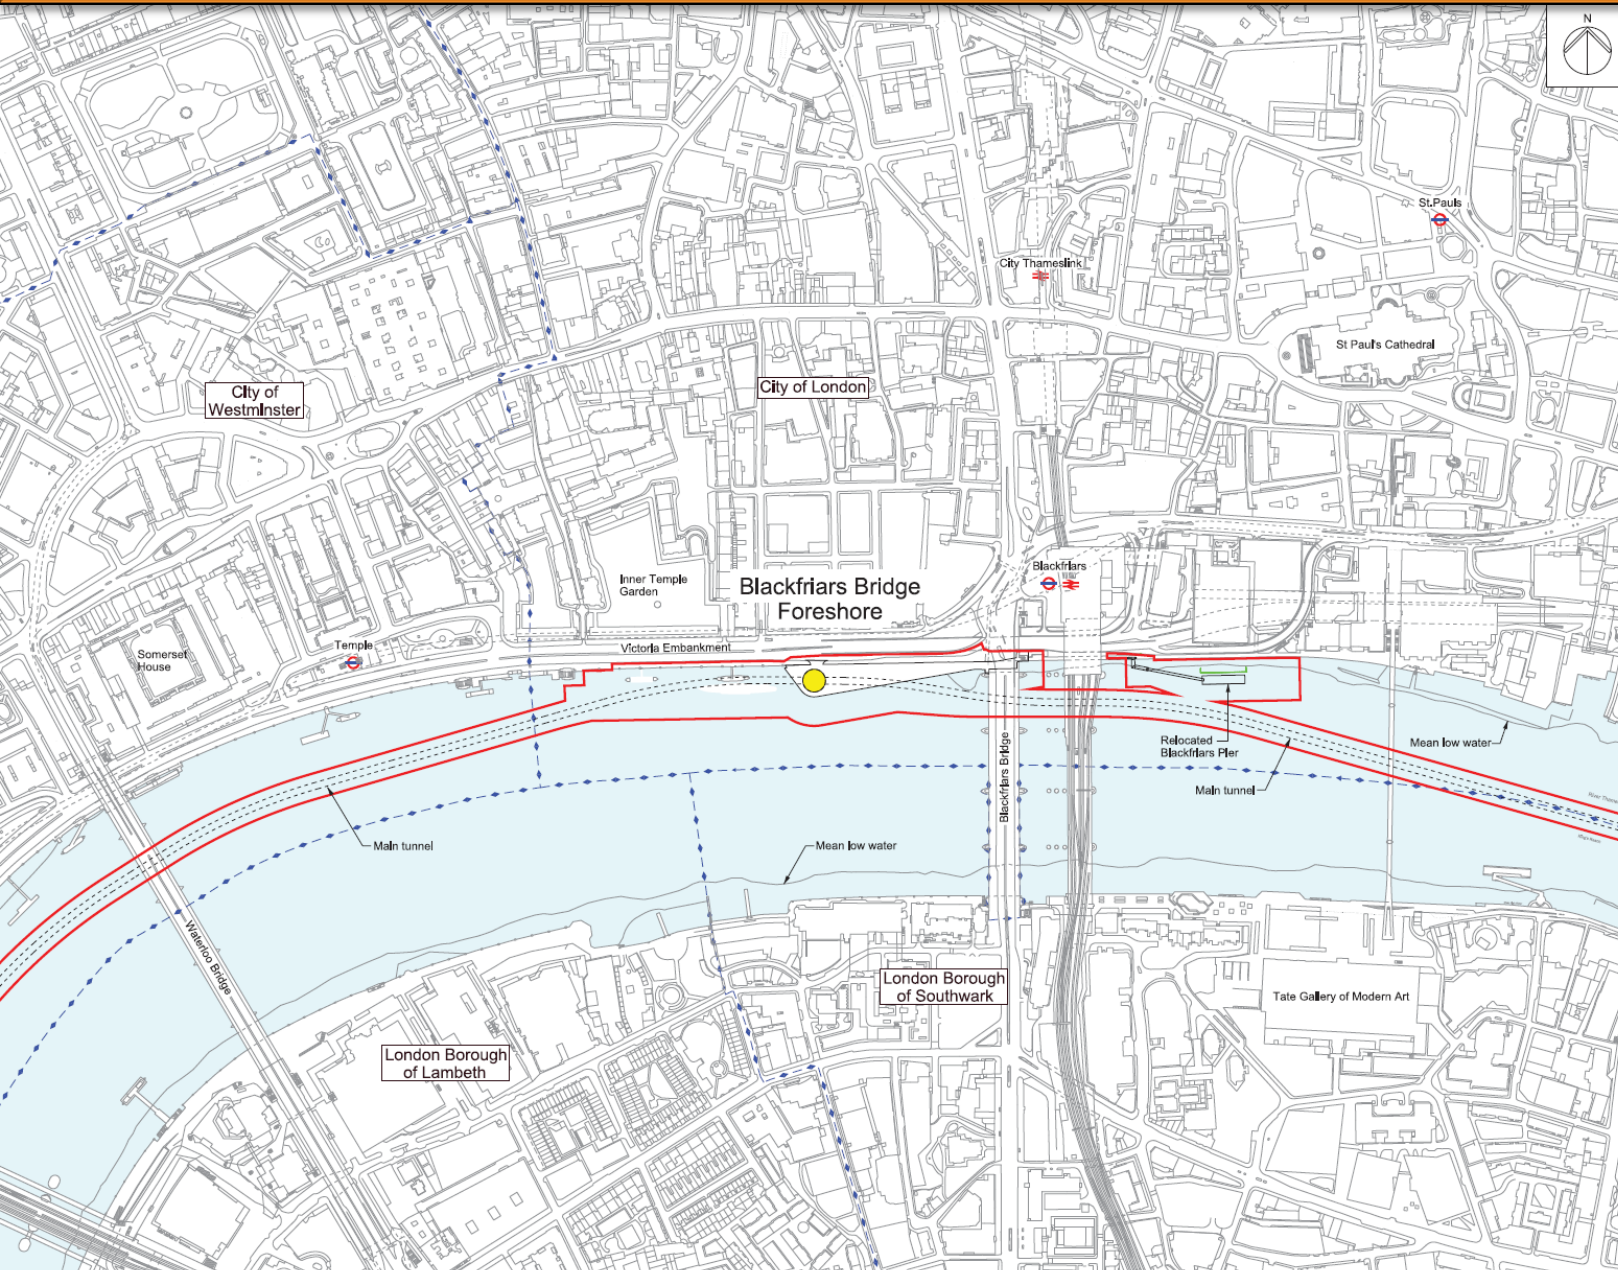 N
St.Pauls
City Thameslink
St Paul's Cathedral
City of
Westminster
City of London
Blackfriars
Inner Temple
Garden
Blackfriars Bridge
Foreshore
Temple
Victoria Embankment
Somerset
House
Relocated
Blackfriars Pier
Mean low water
Main tunnel
Blackfriars Bridge
Main tunnel
Mean low water
Waterloo Bridge
London Borough
of Southwark
Tate Gallery of Modern Art
London Borough
of Lambeth